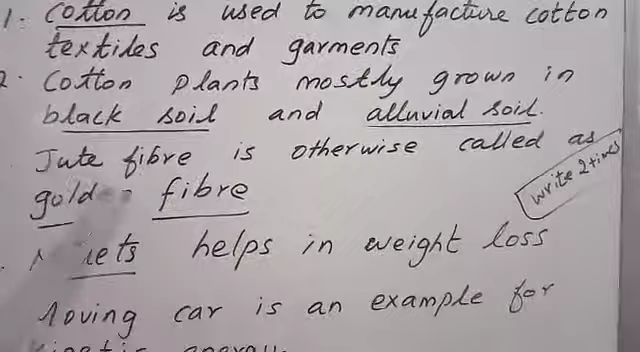 1. Cotton is used to manufacture cotton
textiles and garments
2. Cotton plants mostly grown in
black soil and alluvial soil.
Jute fibre is otherwise called as
fibre
write 2 times
helps in weight loss
Moving car is an example for